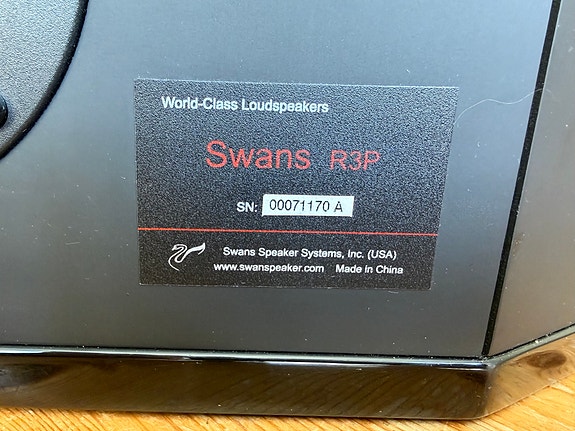 World-Class Loudspeakers
Swans R3P
SN: 00071170 A
Swans Speaker Systems, Inc. (USA)
www.swanspeaker.com Made in China